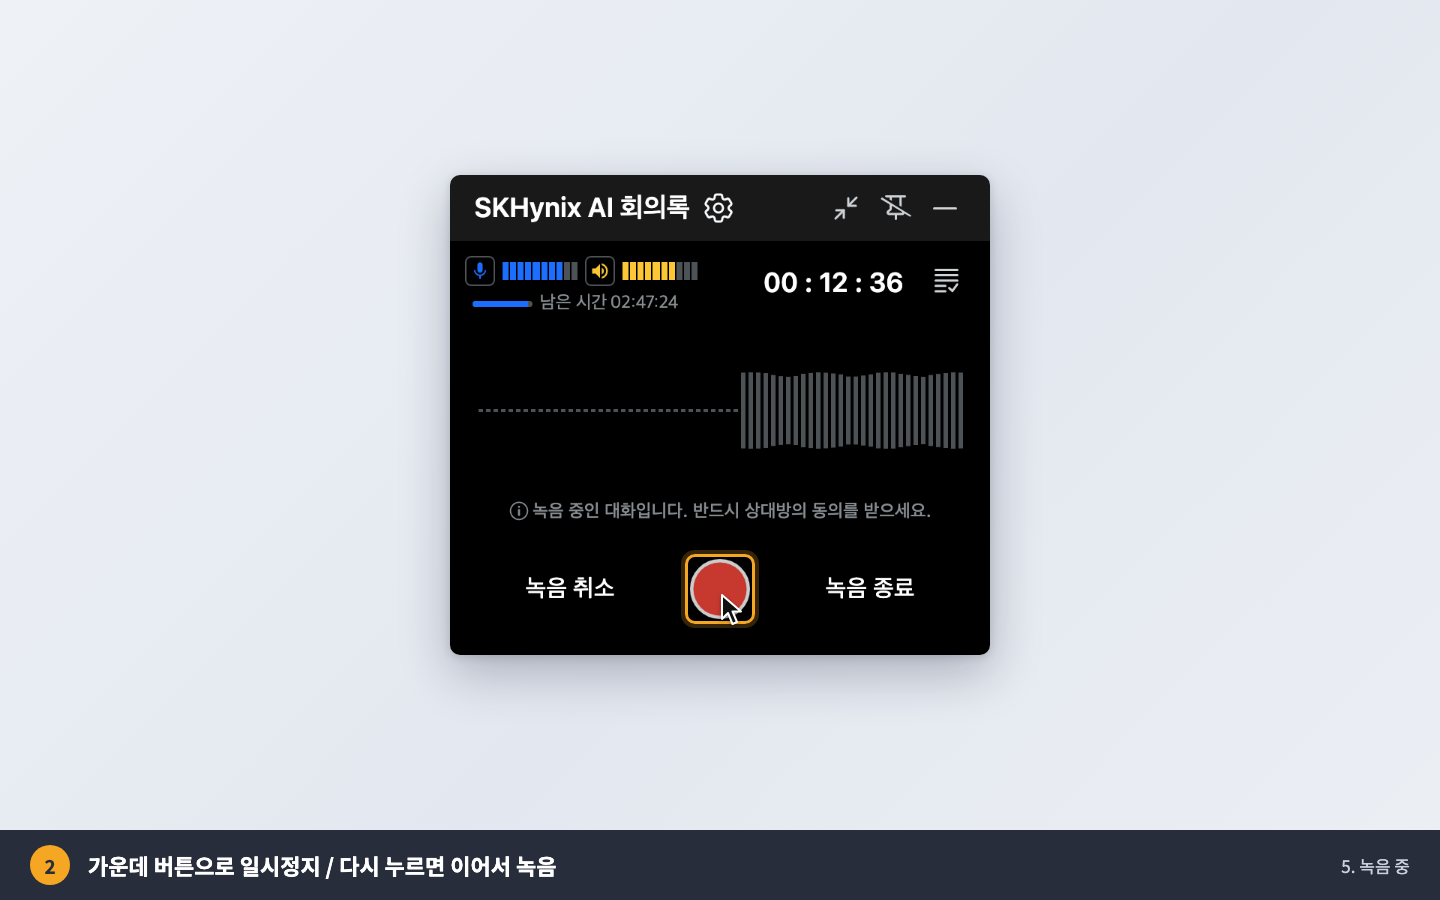 SKHynix AI 회의록
00 : 12 : 36
남은 시간 02:47:24
녹음 중인 대화입니다. 반드시 상대방의 동의를 받으세요.
녹음 취소
녹음 종료
2 가운데 버튼으로 일시정지 / 다시 누르면 이어서 녹음
5. 녹음 중